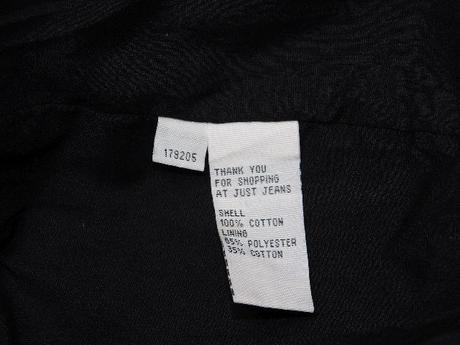 179205
THANK YOU
FOR SHOPPING
AT JUST JEANS
SHELL
100% COTTON
LINING
65% POLYESTER
35% COTTON